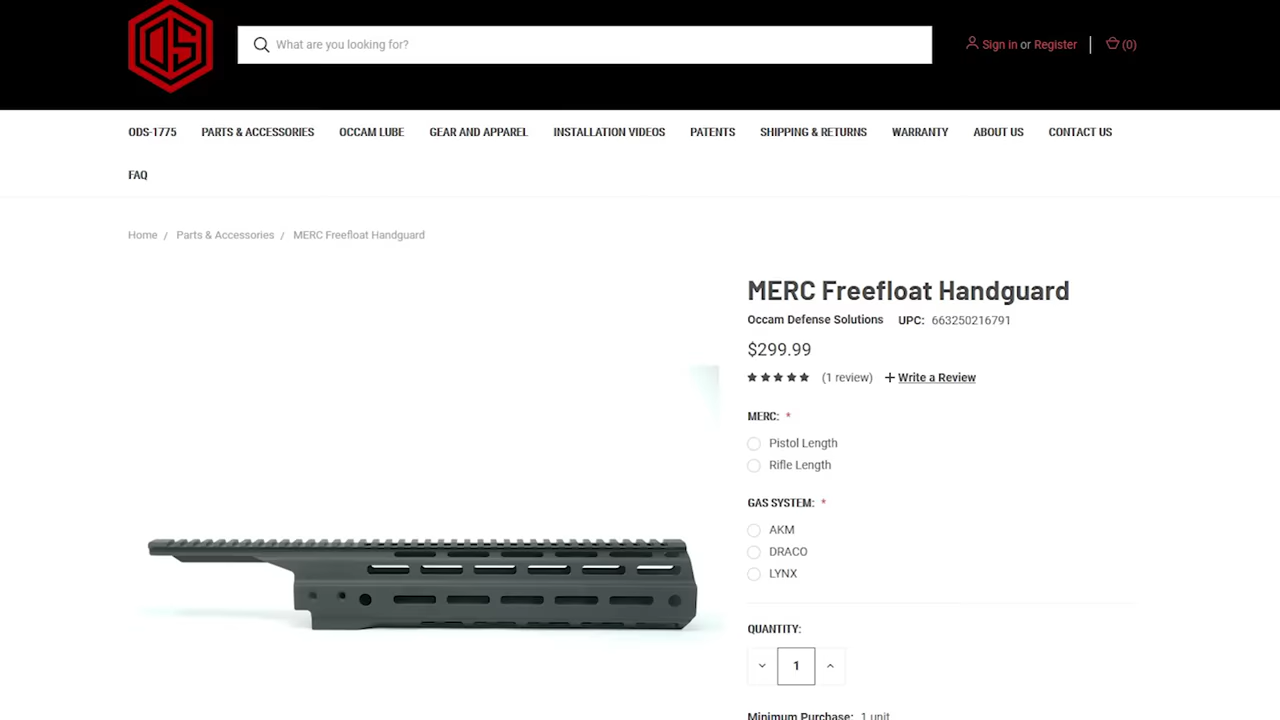 ODS
What are you looking for?
Sign in or Register
(0)
ODS-1775 PARTS & ACCESSORIES OCCAM LUBE GEAR AND APPAREL INSTALLATION VIDEOS PATENTS SHIPPING & RETURNS WARRANTY ABOUT US CONTACT US
FAQ
Home / Parts & Accessories / MERC Freefloat Handguard
MERC Freefloat Handguard
Occam Defense Solutions UPC: 663250216791
$299.99
(1 review) + Write a Review
MERC: *
Pistol Length
Rifle Length
GAS SYSTEM: *
AKM
DRACO
LYNX
QUANTITY:
1
Minimum Purchase: 1 unit